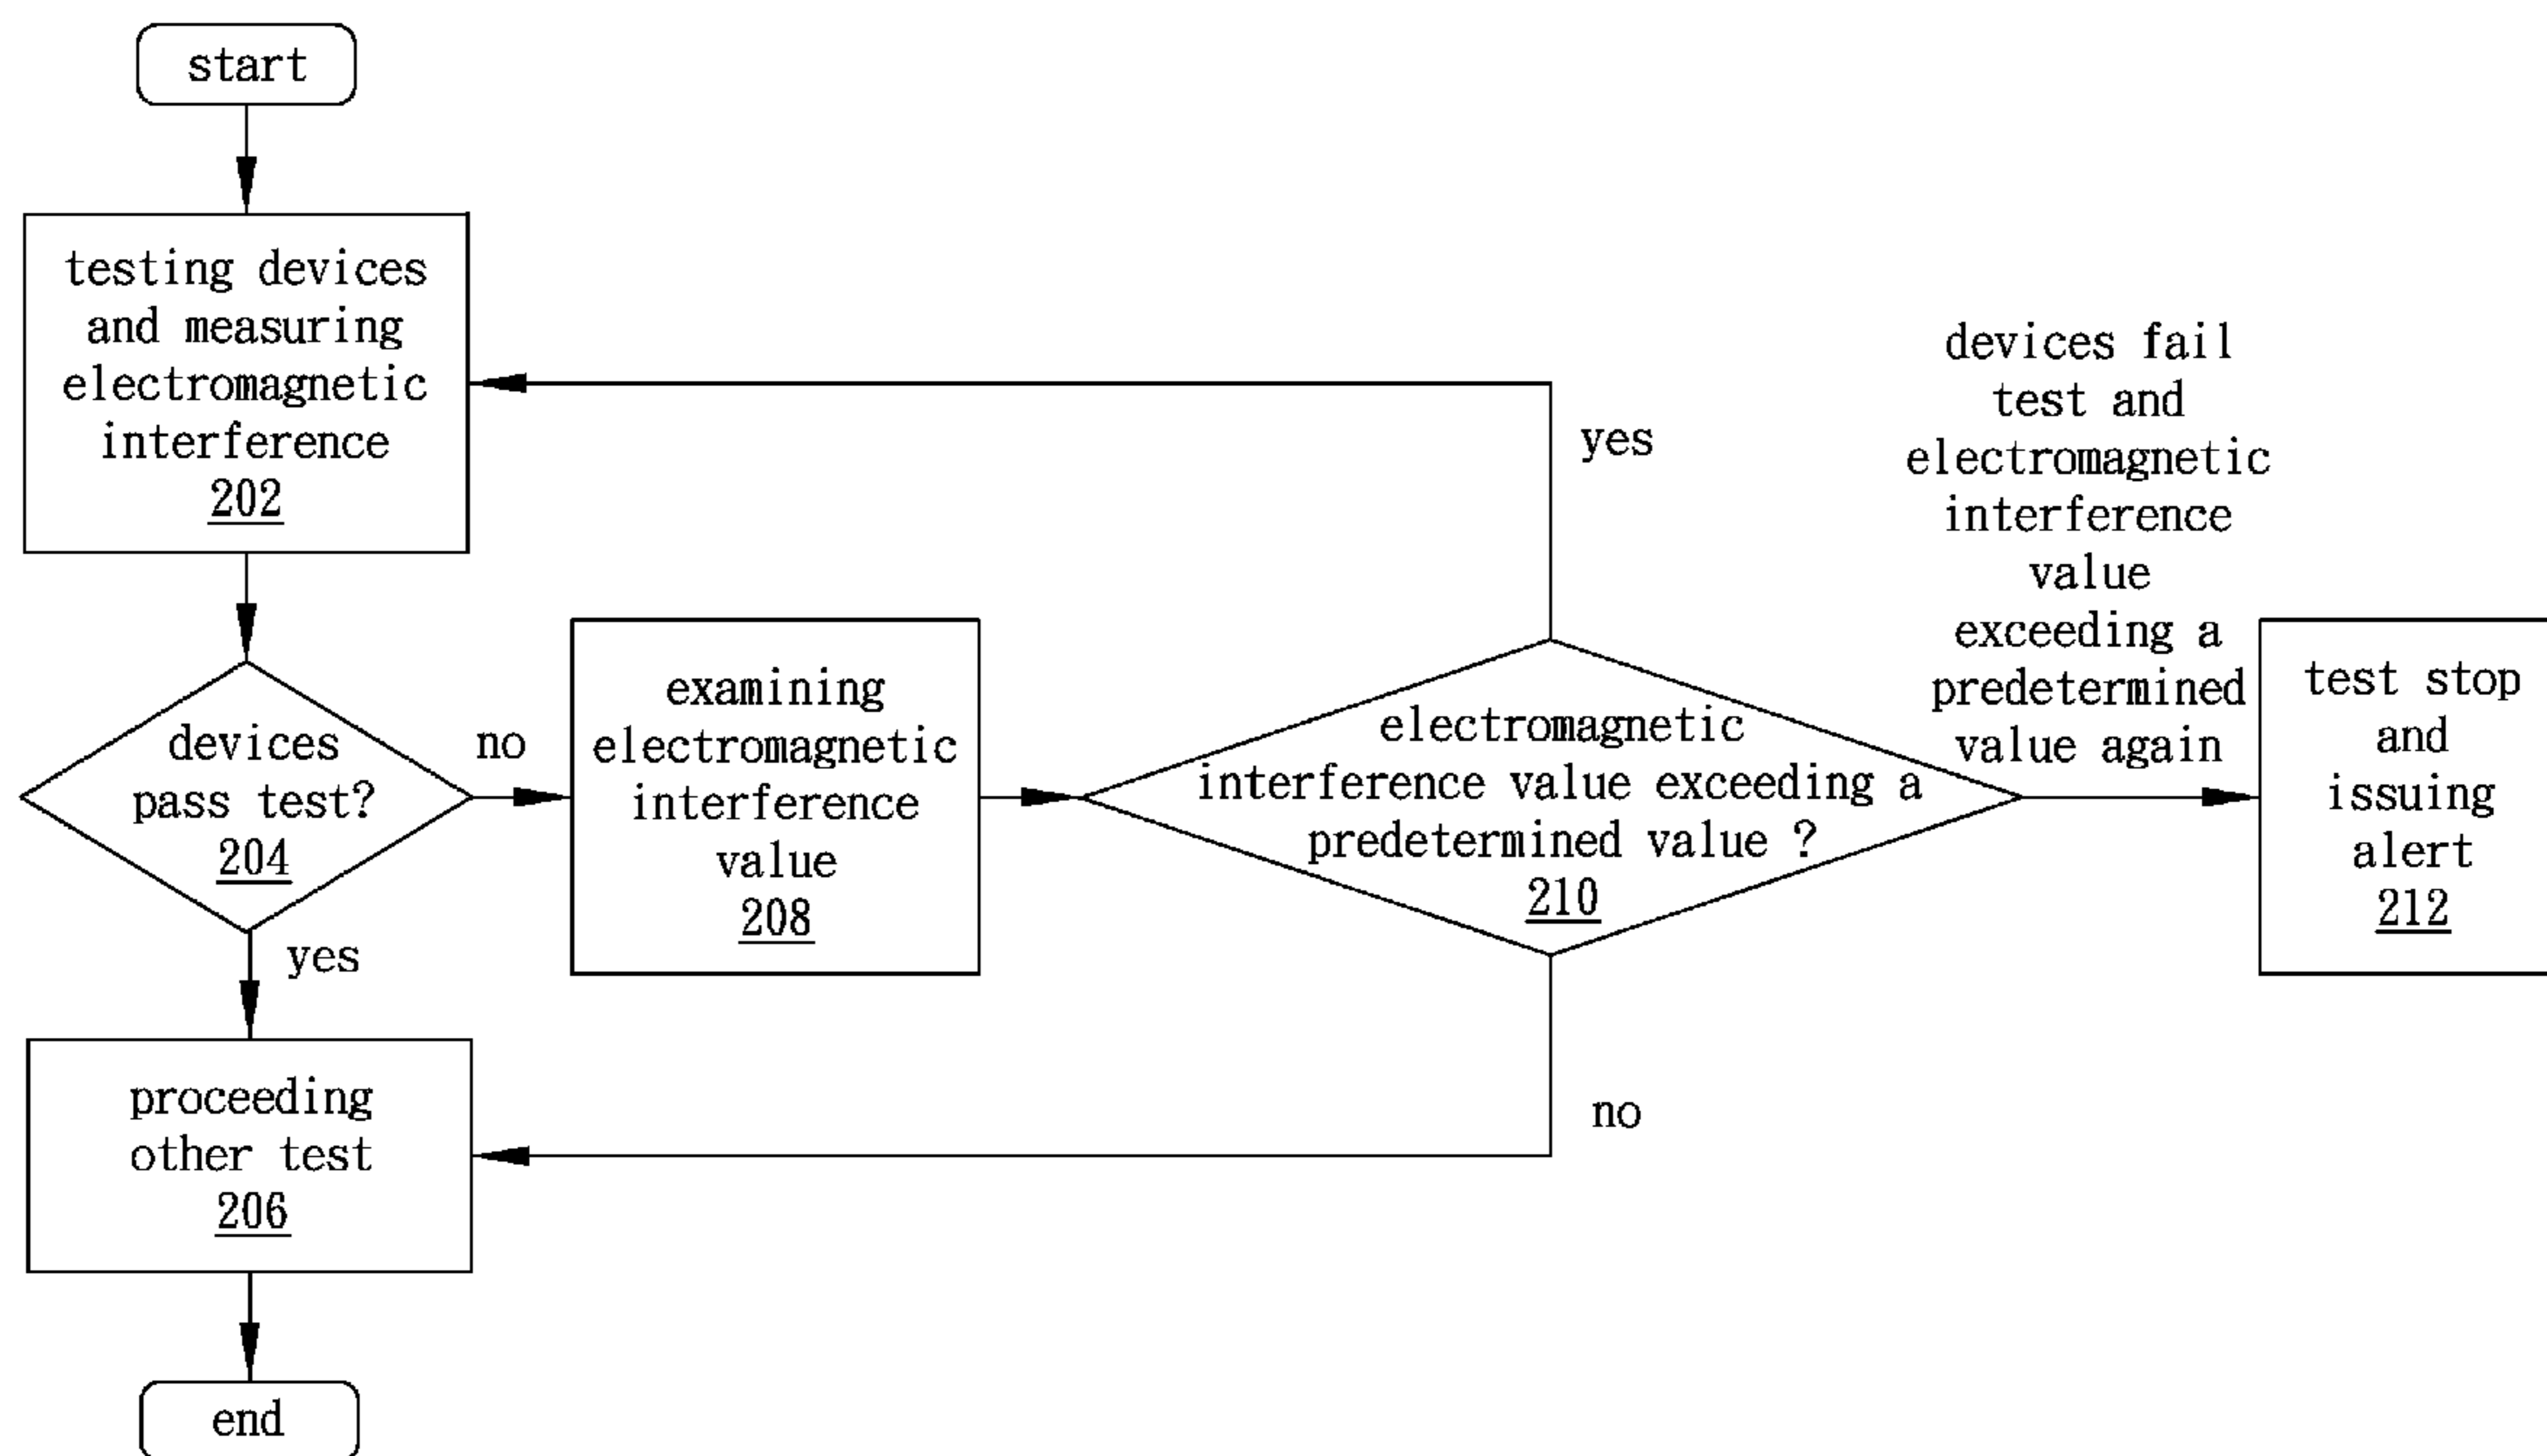 start
testing devices
and measuring
electromagnetic
interference
202
devices
pass test?
204
no
yes
proceeding
other test
206
end
examining
electromagnetic
interference
value
208
electromagnetic
interference value exceeding a
predetermined value ?
210
yes
no
devices fail
test and
electromagnetic
interference
value
exceeding a
predetermined
value again
test stop
and
issuing
alert
212